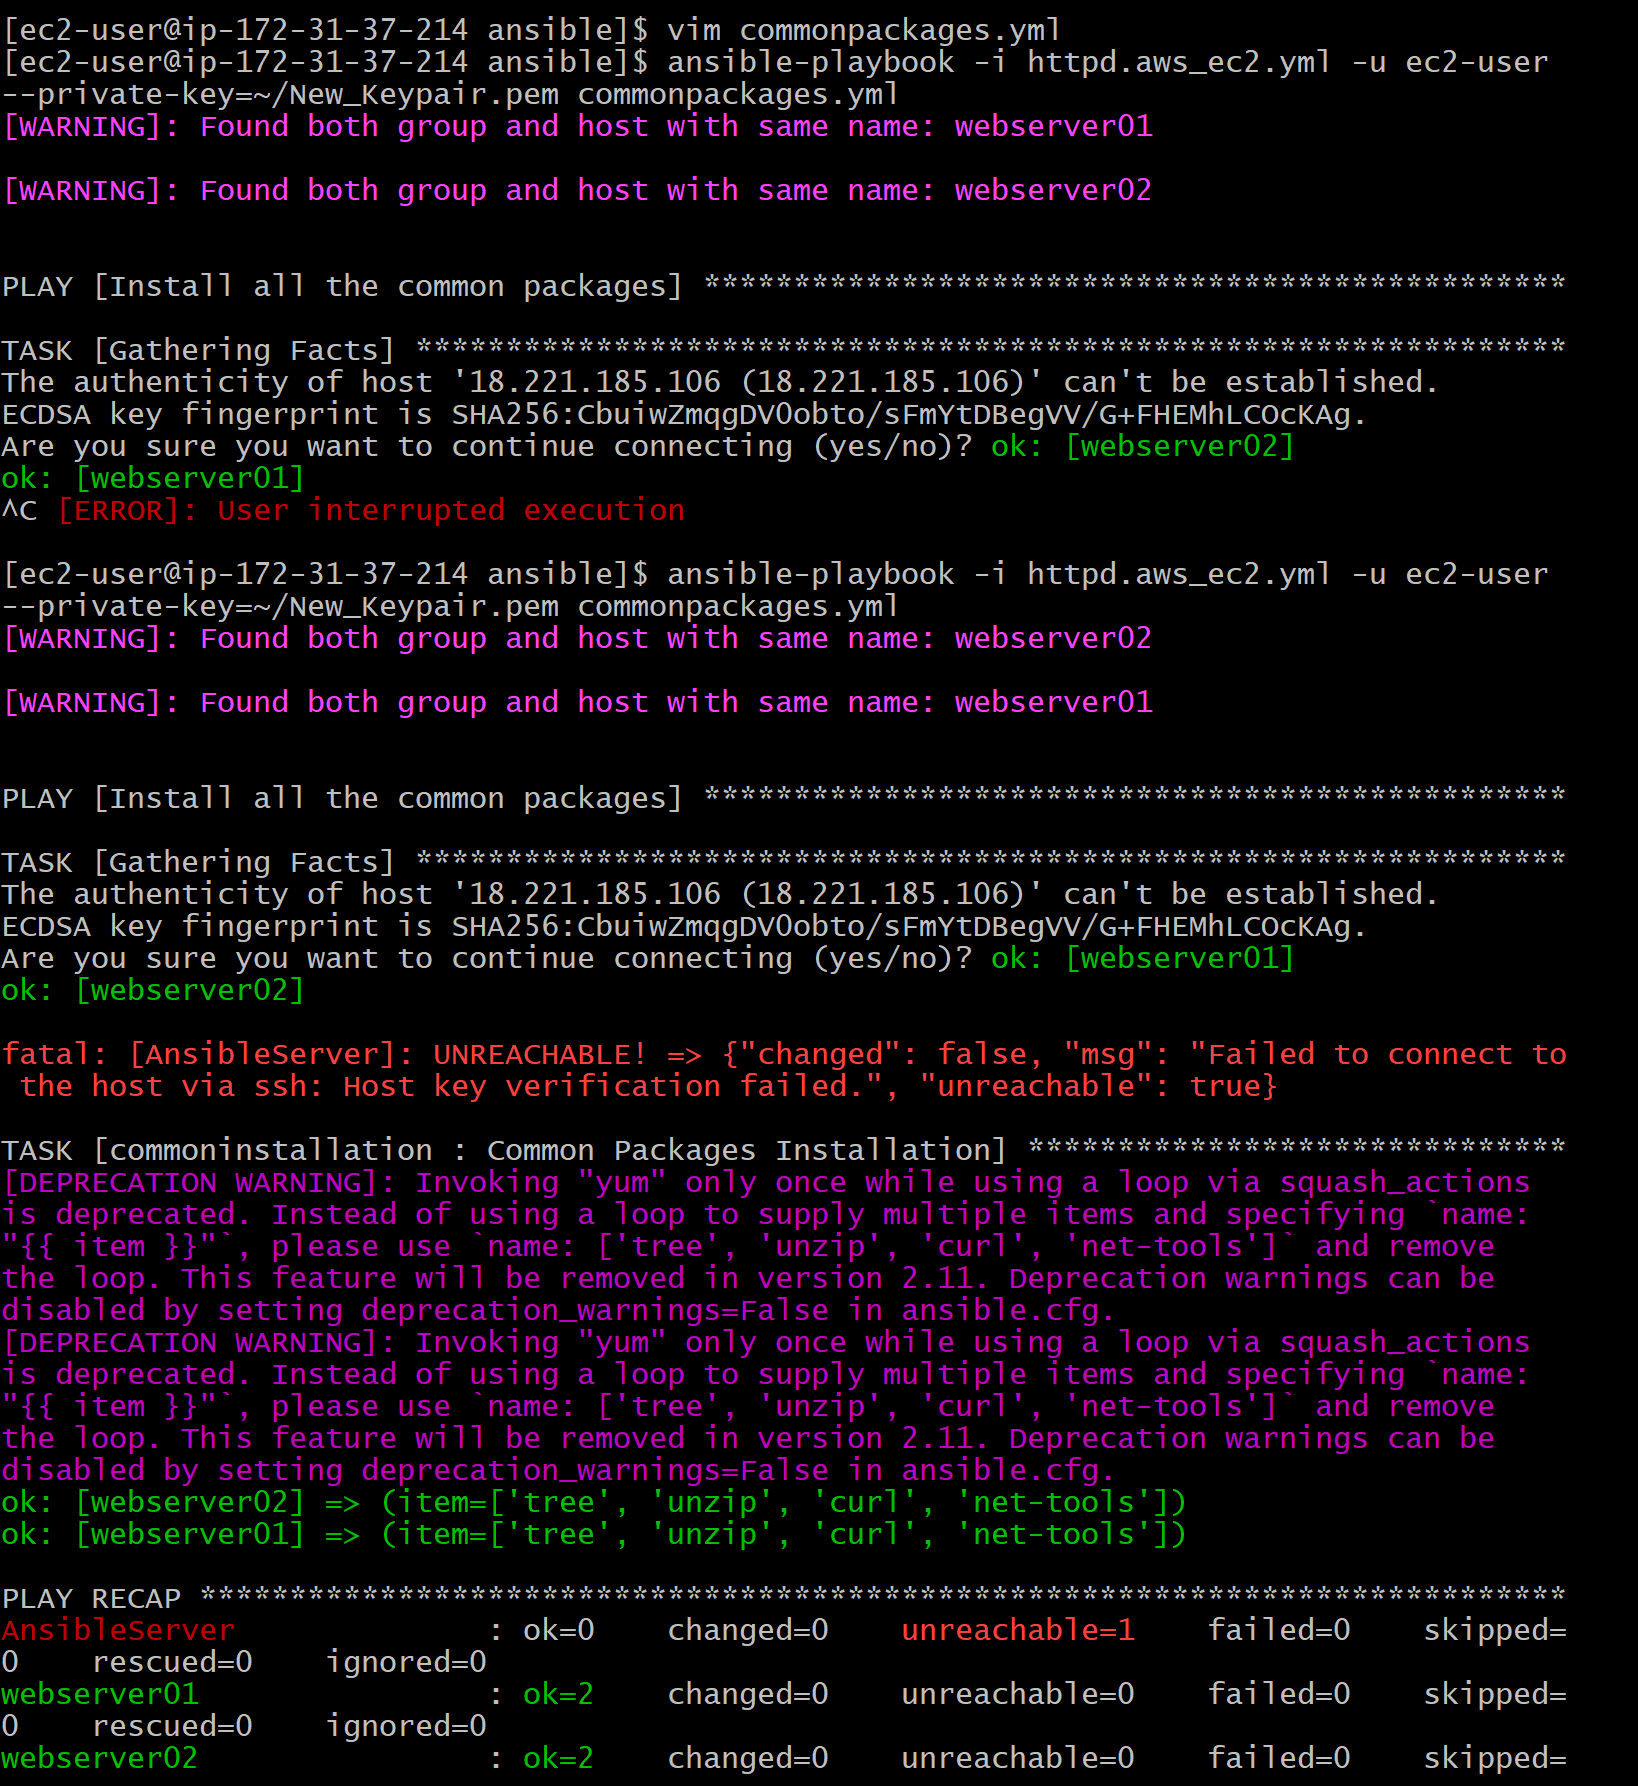 [ec2-user@ip-172-31-37-214 ansible]$ vim commonpackages.yml
[ec2-user@ip-172-31-37-214 ansible]$ ansible-playbook -i httpd.aws_ec2.yml -u ec2-user
--private-key=~/New_Keypair.pem commonpackages.yml
[WARNING]: Found both group and host with same name: webserver01
[WARNING]: Found both group and host with same name: webserver02
PLAY [Install all the common packages] ************************************************
TASK [Gathering Facts] ****************************************************************
The authenticity of host '18.221.185.106 (18.221.185.106)' can't be established.
ECDSA key fingerprint is SHA256:CbuiwZmqgDV0obto/sFmYtDBegVV/G+FHEMhLCOcKAg.
Are you sure you want to continue connecting (yes/no)? ok: [webserver02]
ok: [webserver01]
^C [ERROR]: User interrupted execution
[ec2-user@ip-172-31-37-214 ansible]$ ansible-playbook -i httpd.aws_ec2.yml -u ec2-user
--private-key=~/New_Keypair.pem commonpackages.yml
[WARNING]: Found both group and host with same name: webserver02
[WARNING]: Found both group and host with same name: webserver01
PLAY [Install all the common packages] ************************************************
TASK [Gathering Facts] ****************************************************************
The authenticity of host '18.221.185.106 (18.221.185.106)' can't be established.
ECDSA key fingerprint is SHA256:CbuiwZmqgDV0obto/sFmYtDBegVV/G+FHEMhLCOcKAg.
Are you sure you want to continue connecting (yes/no)? ok: [webserver01]
ok: [webserver02]
fatal: [AnsibleServer]: UNREACHABLE! => {"changed": false, "msg": "Failed to connect to
 the host via ssh: Host key verification failed.", "unreachable": true}
TASK [commoninstallation : Common Packages Installation] ******************************
[DEPRECATION WARNING]: Invoking "yum" only once while using a loop via squash_actions
is deprecated. Instead of using a loop to supply multiple items and specifying `name:
"{{ item }}"`, please use `name: ['tree', 'unzip', 'curl', 'net-tools']` and remove
the loop. This feature will be removed in version 2.11. Deprecation warnings can be
disabled by setting deprecation_warnings=False in ansible.cfg.
[DEPRECATION WARNING]: Invoking "yum" only once while using a loop via squash_actions
is deprecated. Instead of using a loop to supply multiple items and specifying `name:
"{{ item }}"`, please use `name: ['tree', 'unzip', 'curl', 'net-tools']` and remove
the loop. This feature will be removed in version 2.11. Deprecation warnings can be
disabled by setting deprecation_warnings=False in ansible.cfg.
ok: [webserver02] => (item=['tree', 'unzip', 'curl', 'net-tools'])
ok: [webserver01] => (item=['tree', 'unzip', 'curl', 'net-tools'])
PLAY RECAP ****************************************************************************
AnsibleServer              : ok=0    changed=0    unreachable=1    failed=0    skipped=
0    rescued=0    ignored=0
webserver01                : ok=2    changed=0    unreachable=0    failed=0    skipped=
0    rescued=0    ignored=0
webserver02                : ok=2    changed=0    unreachable=0    failed=0    skipped=